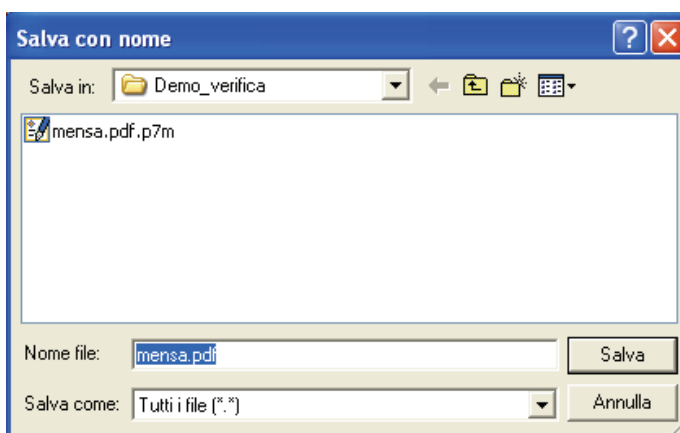 Salva con nome
Salva in: Demo_verifica
mensa.pdf.p7m
Nome file: mensa.pdf Salva
Salva come: Tutti i file (*.*) Annulla